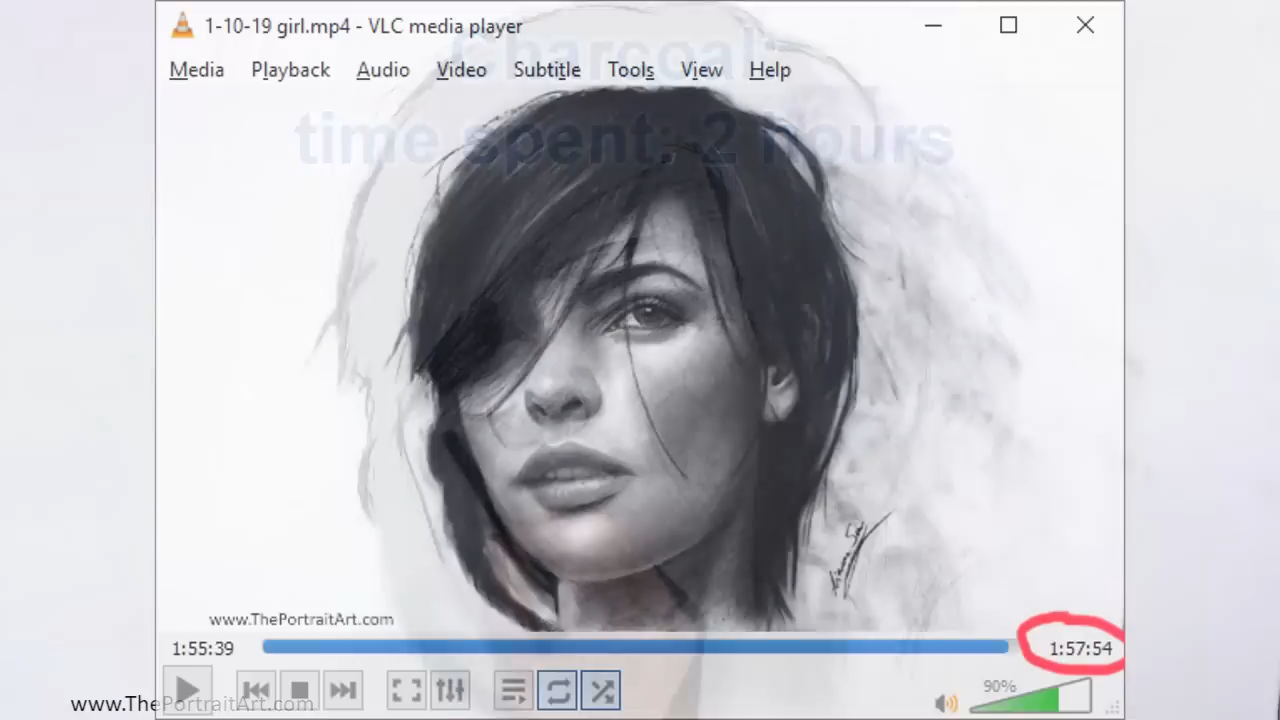 1-10-19 girl.mp4 - VLC media player
Charcoal:
Media Playback Audio Video Subtitle Tools View Help
time spent: 2 hours
www.ThePortraitArt.com
1:55:39
1:57:54
90%
www.ThePortraitArt.com